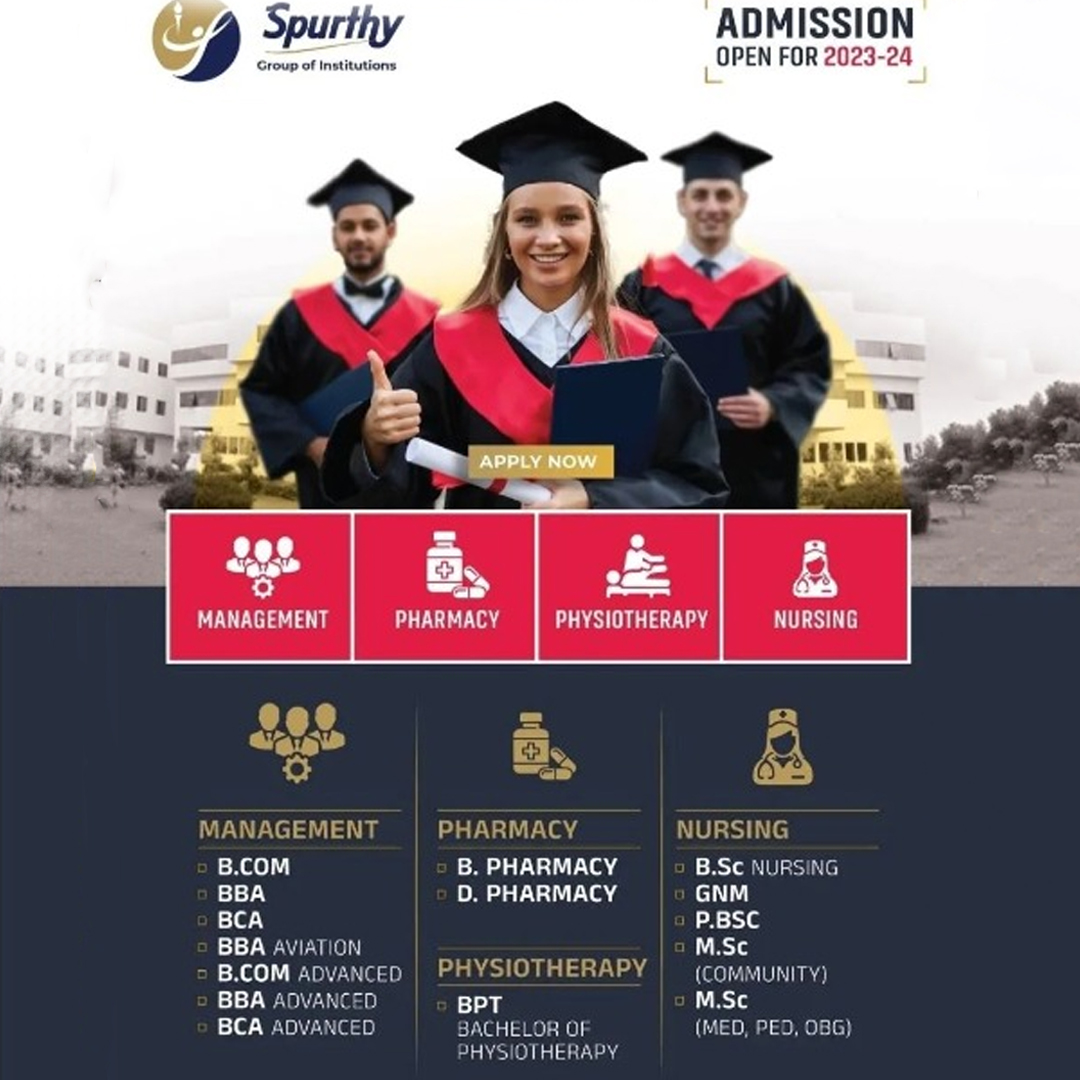 Spurthy
Group of Institutions
ADMISSION
OPEN FOR 2023-24
APPLY NOW
MANAGEMENT
PHARMACY
PHYSIOTHERAPY
NURSING
MANAGEMENT
B.COM
BBA
BCA
BBA AVIATION
B.COM ADVANCED
BBA ADVANCED
BCA ADVANCED
PHARMACY
B. PHARMACY
D. PHARMACY
PHYSIOTHERAPY
BPT
BACHELOR OF
PHYSIOTHERAPY
NURSING
B.Sc NURSING
GNM
P.BSC
M.Sc
(COMMUNITY)
M.Sc
(MED, PED, OBG)